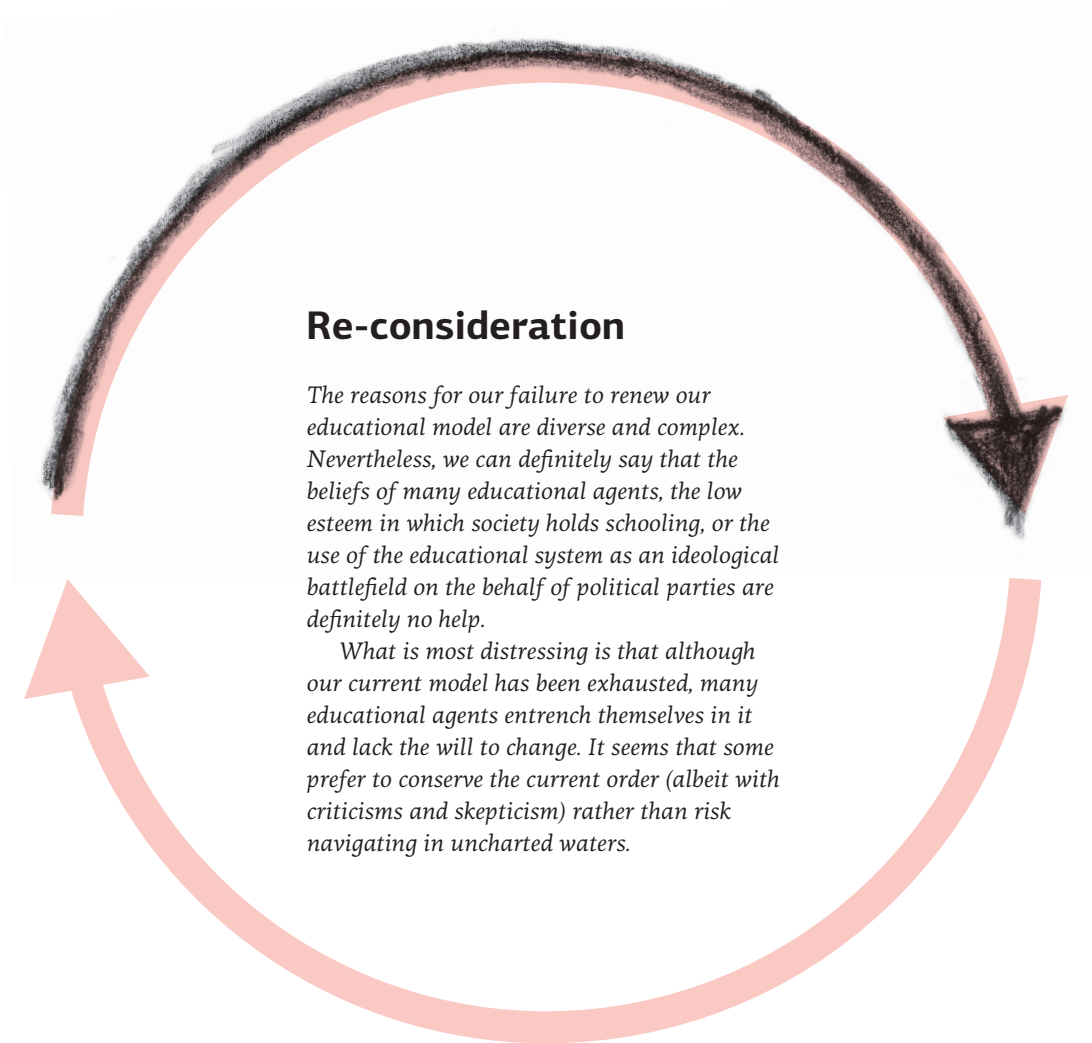 Re-consideration
The reasons for our failure to renew our
educational model are diverse and complex.
Nevertheless, we can definitely say that the
beliefs of many educational agents, the low
esteem in which society holds schooling, or the
use of the educational system as an ideological
battlefield on the behalf of political parties are
definitely no help.
What is most distressing is that although
our current model has been exhausted, many
educational agents entrench themselves in it
and lack the will to change. It seems that some
prefer to conserve the current order (albeit with
criticisms and skepticism) rather than risk
navigating in uncharted waters.